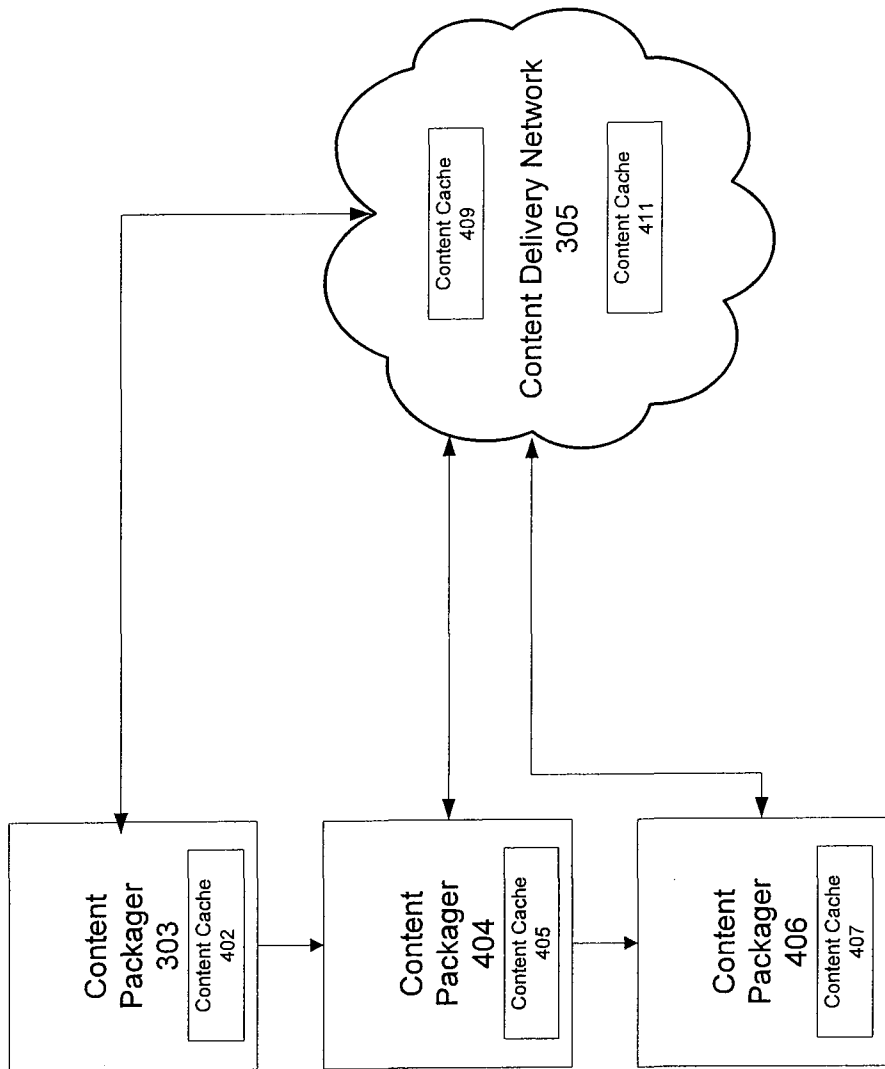 Content
Packager
303
Content Cache
402
Content
Packager
404
Content Cache
405
Content
Packager
406
Content Cache
407
Content Cache
409
Content Delivery Network
305
Content Cache
411